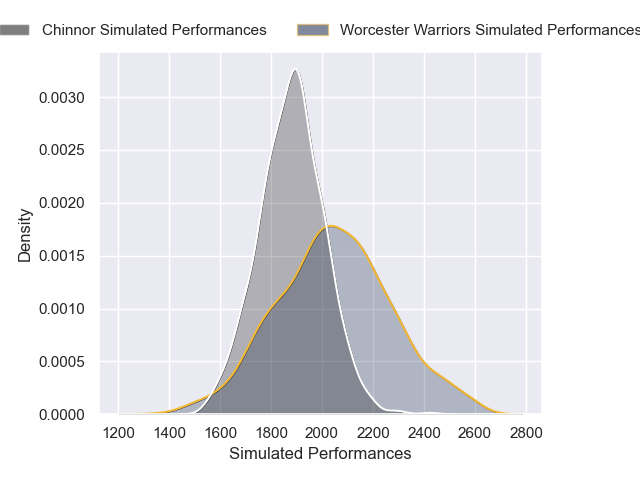 Chinnor Simulated Performances Worcester Warriors Simulated Performances
0.0030
0.0025
0.0020
0.0015
0.0010
0.0005
0.0000
Density
1200 1400 1600 1800 2000 2200 2400 2600 2800
Simulated Performances